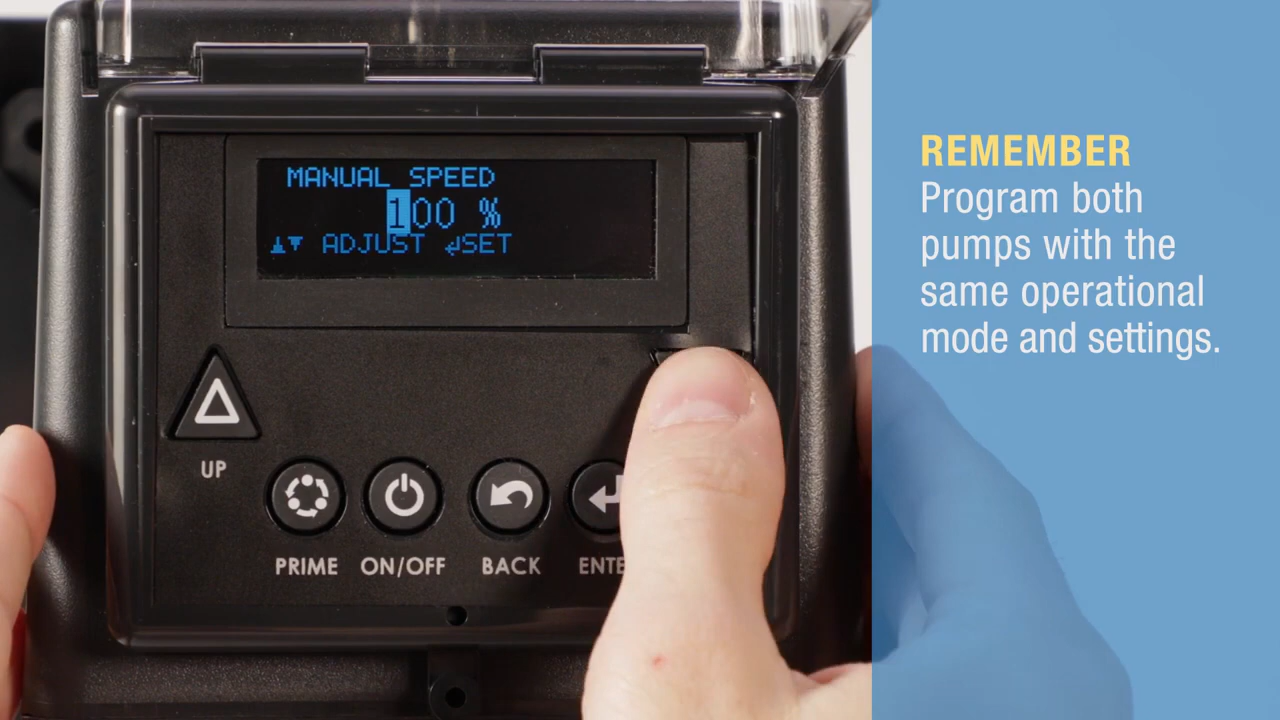 MANUAL SPEED
100 %
ADJUST ↲SET
UP
PRIME
ON/OFF
BACK
ENTE
REMEMBER
Program both
pumps with the
same operational
mode and settings.